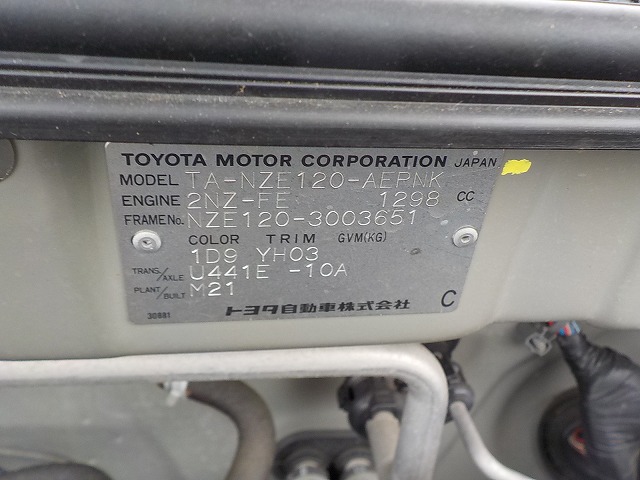 TOYOTA MOTOR CORPORATION JAPAN
MODEL TA-NZE120-AEPNK
ENGINE 2NZ-FE 1298 CC
FRAME No. NZE120-3003651
COLOR TRIM GVM(KG)
1D9 YH03
TRANS./AXLE U441E -10A
PLANT/BUILT M21
トヨタ自動車株式会社 C
30881